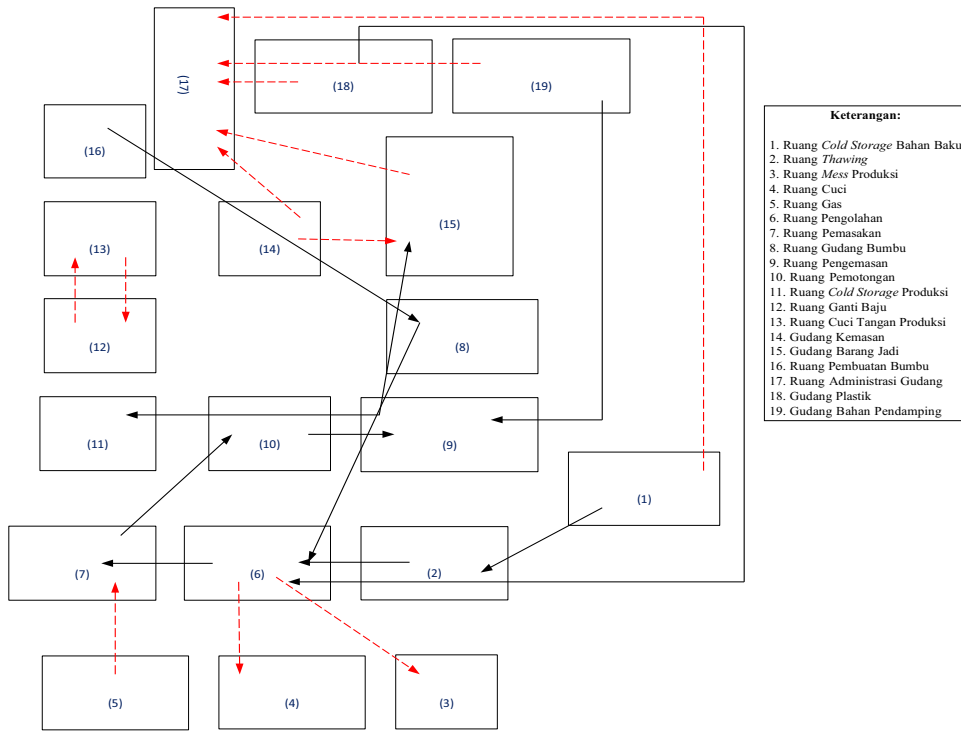 (17)
(18)
(19)
(16)
(15)
(13)
(14)
(12)
(8)
(11)
(10)
(9)
(1)
(7)
(6)
(2)
(5)
(4)
(3)
Keterangan:
1. Ruang Cold Storage Bahan Baku
2. Ruang Thawing
3. Ruang Mess Produksi
4. Ruang Cuci
5. Ruang Gas
6. Ruang Pengolahan
7. Ruang Pemasakan
8. Ruang Gudang Bumbu
9. Ruang Pengemasan
10. Ruang Pemotongan
11. Ruang Cold Storage Produksi
12. Ruang Ganti Baju
13. Ruang Cuci Tangan Produksi
14. Gudang Kemasan
15. Gudang Barang Jadi
16. Ruang Pembuatan Bumbu
17. Ruang Administrasi Gudang
18. Gudang Plastik
19. Gudang Bahan Pendamping